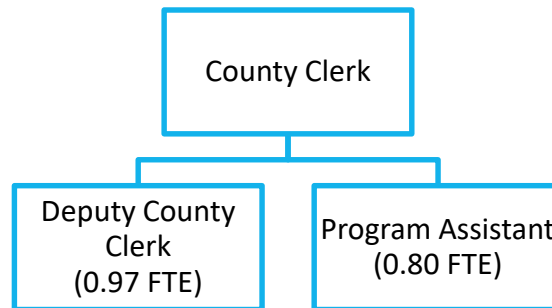 County Clerk
Deputy County
Clerk
(0.97 FTE)
Program Assistant
(0.80 FTE)